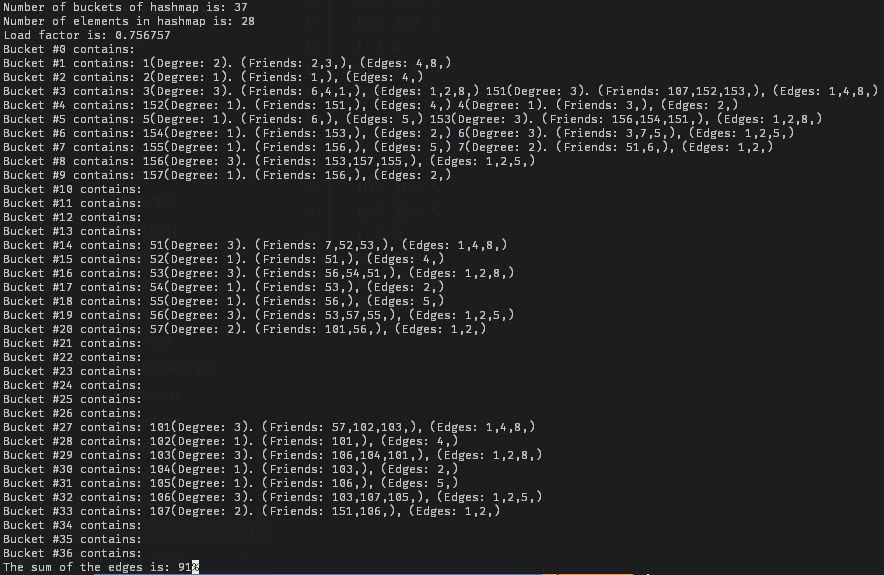 Number of buckets of hashmap is: 37
Number of elements in hashmap is: 28
Load factor is: 0.756757
Bucket #0 contains:
Bucket #1 contains: 1(Degree: 2). (Friends: 2,3,), (Edges: 4,8,)
Bucket #2 contains: 2(Degree: 1). (Friends: 1,), (Edges: 4,)
Bucket #3 contains: 3(Degree: 3). (Friends: 6,4,1,), (Edges: 1,2,8,) 151(Degree: 3). (Friends: 107,152,153,), (Edges: 1,4,8,)
Bucket #4 contains: 152(Degree: 1). (Friends: 151,), (Edges: 4,) 4(Degree: 1). (Friends: 3,), (Edges: 2,)
Bucket #5 contains: 5(Degree: 1). (Friends: 6,), (Edges: 5,) 153(Degree: 3). (Friends: 156,154,151,), (Edges: 1,2,8,)
Bucket #6 contains: 154(Degree: 1). (Friends: 153,), (Edges: 2,) 6(Degree: 3). (Friends: 3,7,5,), (Edges: 1,2,5,)
Bucket #7 contains: 155(Degree: 1). (Friends: 156,), (Edges: 5,) 7(Degree: 2). (Friends: 51,6,), (Edges: 1,2,)
Bucket #8 contains: 156(Degree: 3). (Friends: 153,157,155,), (Edges: 1,2,5,)
Bucket #9 contains: 157(Degree: 1). (Friends: 156,), (Edges: 2,)
Bucket #10 contains:
Bucket #11 contains:
Bucket #12 contains:
Bucket #13 contains:
Bucket #14 contains: 51(Degree: 3). (Friends: 7,52,53,), (Edges: 1,4,8,)
Bucket #15 contains: 52(Degree: 1). (Friends: 51,), (Edges: 4,)
Bucket #16 contains: 53(Degree: 3). (Friends: 56,54,51,), (Edges: 1,2,8,)
Bucket #17 contains: 54(Degree: 1). (Friends: 53,), (Edges: 2,)
Bucket #18 contains: 55(Degree: 1). (Friends: 56,), (Edges: 5,)
Bucket #19 contains: 56(Degree: 3). (Friends: 53,57,55,), (Edges: 1,2,5,)
Bucket #20 contains: 57(Degree: 2). (Friends: 101,56,), (Edges: 1,2,)
Bucket #21 contains:
Bucket #22 contains:
Bucket #23 contains:
Bucket #24 contains:
Bucket #25 contains:
Bucket #26 contains:
Bucket #27 contains: 101(Degree: 3). (Friends: 57,102,103,), (Edges: 1,4,8,)
Bucket #28 contains: 102(Degree: 1). (Friends: 101,), (Edges: 4,)
Bucket #29 contains: 103(Degree: 3). (Friends: 106,104,101,), (Edges: 1,2,8,)
Bucket #30 contains: 104(Degree: 1). (Friends: 103,), (Edges: 2,)
Bucket #31 contains: 105(Degree: 1). (Friends: 106,), (Edges: 5,)
Bucket #32 contains: 106(Degree: 3). (Friends: 103,107,105,), (Edges: 1,2,5,)
Bucket #33 contains: 107(Degree: 2). (Friends: 151,106,), (Edges: 1,2,)
Bucket #34 contains:
Bucket #35 contains:
Bucket #36 contains:
The sum of the edges is: 91%